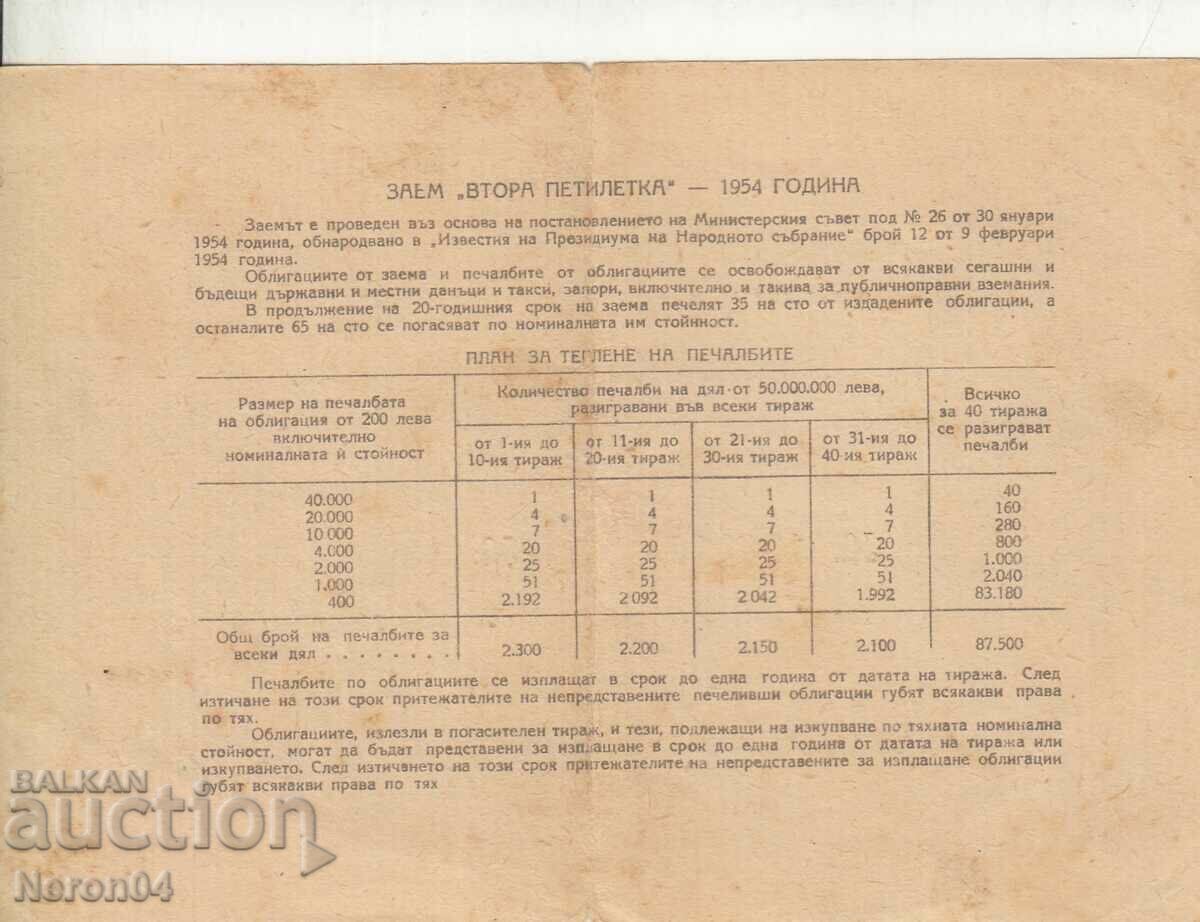 ЗАЕМ „ВТОРА ПЕТИЛЕТКА“ — 1954 ГОДИНА
Заемът е проведен въз основа на постановлението на Министерския съвет под № 26 от 30 януари
1954 година, обнародвано в „Известия на Президиума на Народното събрание“ брой 12 от 9 февруари
1954 година.
Облигациите от заема и печалбите от облигациите се освобождават от всякакви сегашни и
бъдещи държавни и местни данъци и такси, запори, включително и такива за публичноправни вземания.
В продължение на 20-годишния срок на заема печелят 35 на сто от издадените облигации, а
останалите 65 на сто се погасяват по номиналната им стойнност.
ПЛАН ЗА ТЕГЛЕНЕ НА ПЕЧАЛБИТЕ
Размер на печалбата
на облигация от 200 лева
включително
номиналната ѝ стойност
Количество печалби на дял от 50.000.000 лева,
разигравани във всеки тираж
Всичко
за 40 тиража
се разиграват
печалби
от 1-ия до
10-ия тираж
от 11-ия до
20-ия тираж
от 21-ия до
30-ия тираж
от 31-ия до
40-ия тираж
40.000 1 1 1 1 40
20.000 4 4 4 4 160
10.000 7 7 7 7 280
4.000 20 20 20 20 800
2.000 25 25 25 25 1.000
1.000 51 51 51 51 2.040
400 2.192 2 092 2 042 1.992 83.180
Общ брой на печалбите за
всеки дял . . . . . . . . 2.300 2.200 2.150 2.100 87.500
Печалбите по облигациите се изплащат в срок до една година от датата на тиража. След
изтичане на този срок притежателите на непредставените печеливши облигации губят всякакви права
по тях.
Облигациите, излезли в погасителен тираж, и тези, подлежащи на изкупване по тяхната номинална
стойност, могат да бъдат представени за изплащане в срок до една година от датата на тиража или
изкупването. След изтичането на този срок притежателите на непредставените за изплащане облигации
губят всякакви права по тях
BALKAN
auction
Neron04